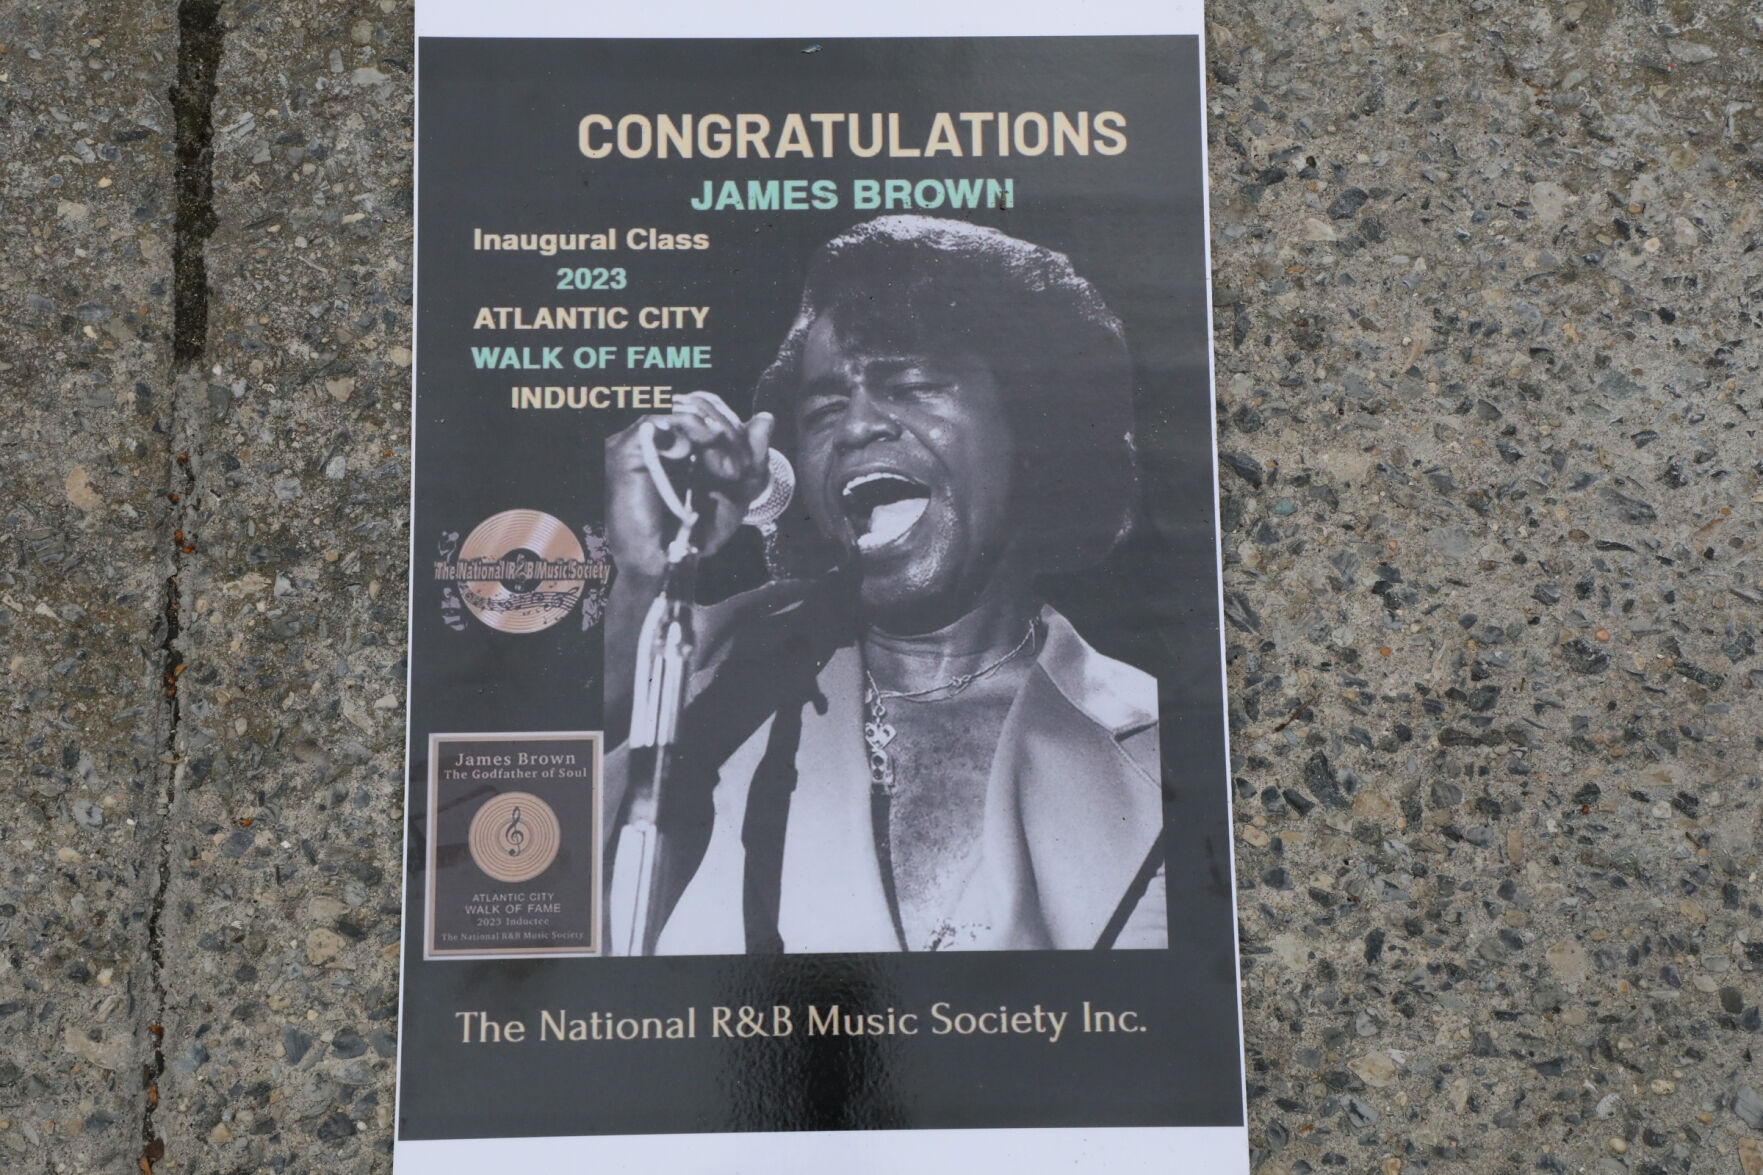 CONGRATULATIONS
JAMES BROWN
Inaugural Class
2023
ATLANTIC CITY
WALK OF FAME
INDUCTEE
The National R&B Music Society
James Brown
The Godfather of Soul
ATLANTIC CITY
WALK OF FAME
2023 Inductee
The National R&B Music Society
The National R&B Music Society Inc.